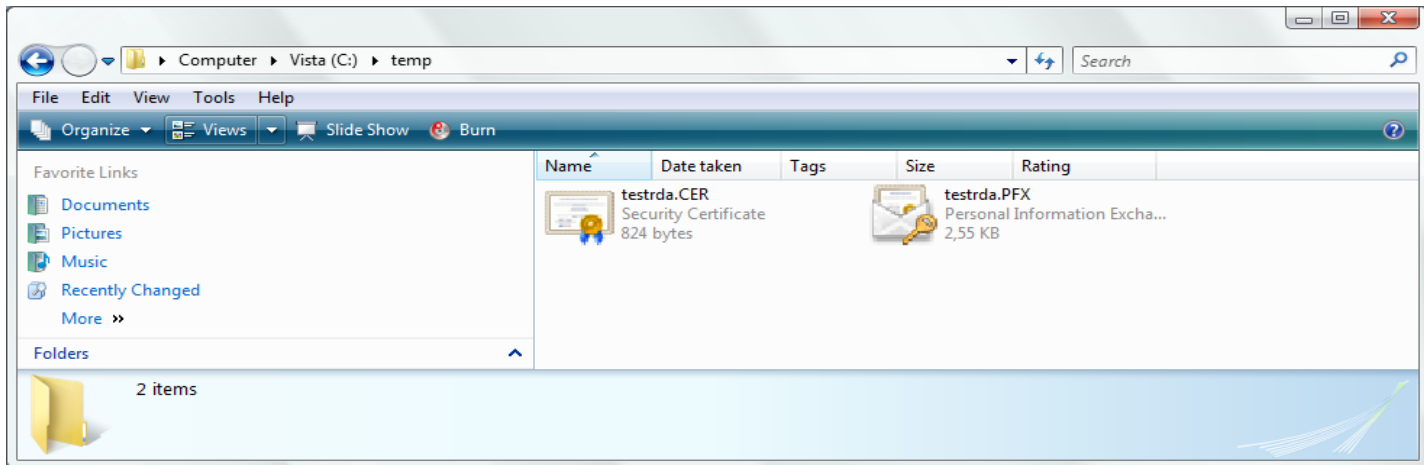 Computer Vista (C:) temp Search
File Edit View Tools Help
Organize Views Slide Show Burn
Favorite Links
Documents
Pictures
Music
Recently Changed
More »
Folders
Name Date taken Tags Size Rating
testrda.CER
Security Certificate
824 bytes
testrda.PFX
Personal Information Excha...
2,55 KB
2 items